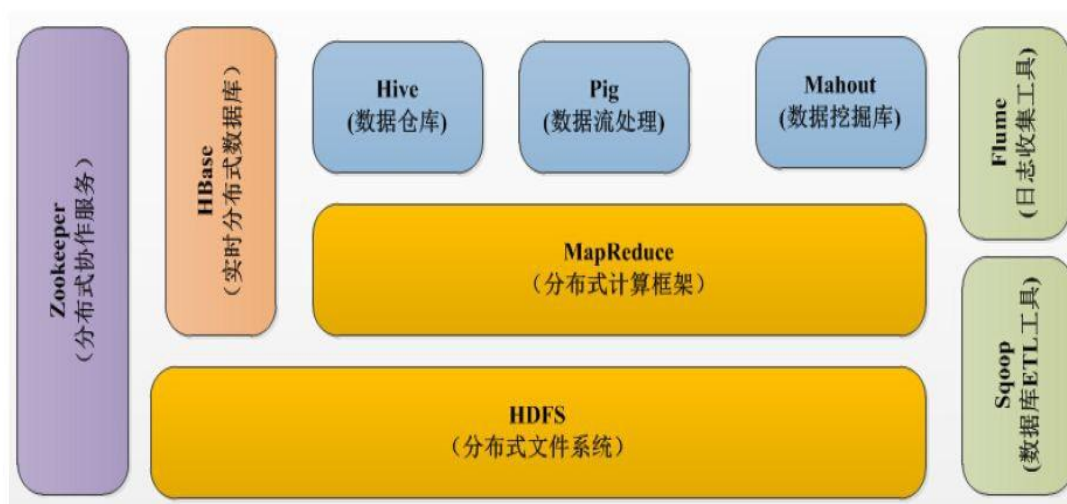 Zookeeper
（分布式协作服务）
HBase
（实时分布式数据库）
Hive
(数据仓库)
Pig
(数据流处理)
Mahout
(数据挖掘库)
Flume
(日志收集工具)
MapReduce
（分布式计算框架）
Sqoop
(数据库ETL工具)
HDFS
（分布式文件系统）